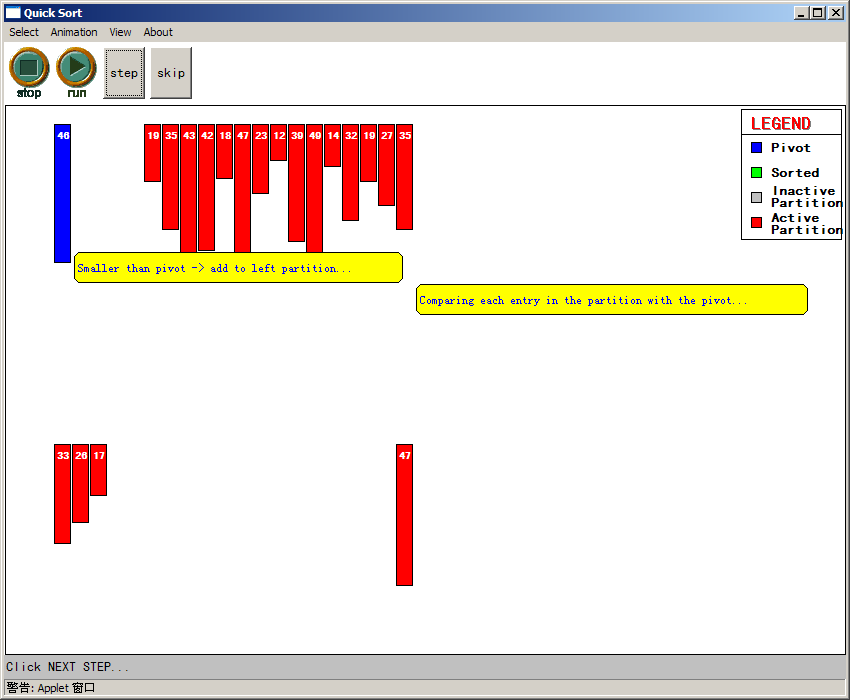 Quick Sort
Select Animation View About
stop run step skip
46 19 35 43 42 18 47 23 12 39 49 14 32 19 27 35
LEGEND
Pivot
Sorted
Inactive
Partition
Active
Partition
Smaller than pivot -> add to left partition...
Comparing each entry in the partition with the pivot...
33 26 17 47
Click NEXT STEP...
警告: Applet 窗口